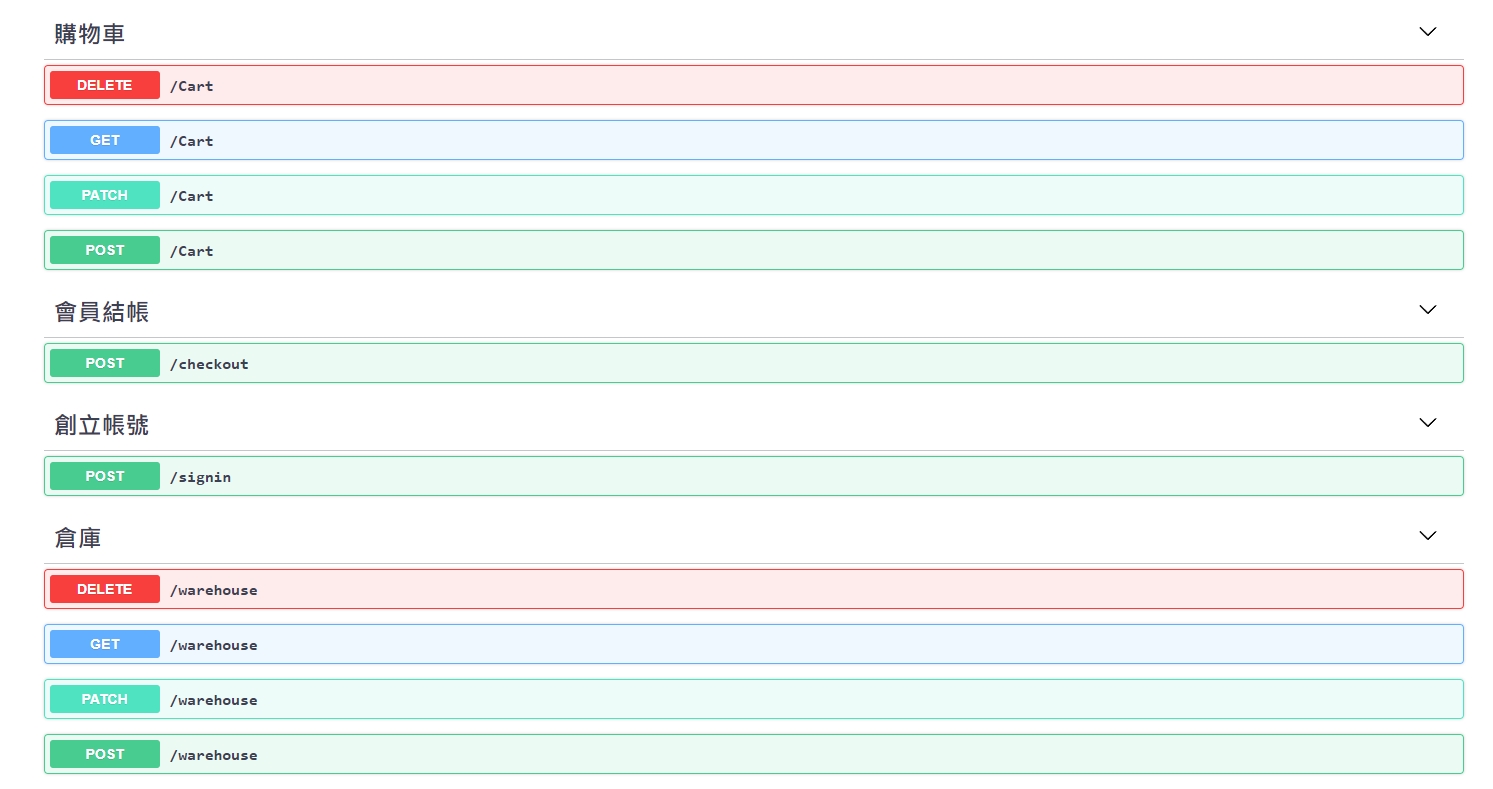 購物車
DELETE /Cart
GET /Cart
PATCH /Cart
POST /Cart
會員結帳
POST /checkout
創立帳號
POST /signin
倉庫
DELETE /warehouse
GET /warehouse
PATCH /warehouse
POST /warehouse